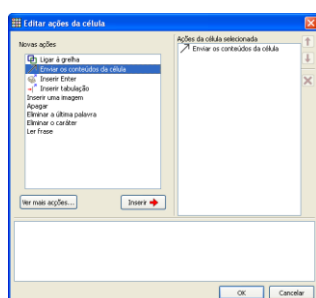 Editar ações da célula
Novas ações
Ligar à grelha
Enviar os conteúdos da célula
Inserir Enter
Inserir tabulação
Inserir uma imagem
Apagar
Eliminar a última palavra
Eliminar o caráter
Ler frase
Ver mais acções...
Inserir
Ações da célula selecionada
Enviar os conteúdos da célula
OK
Cancelar